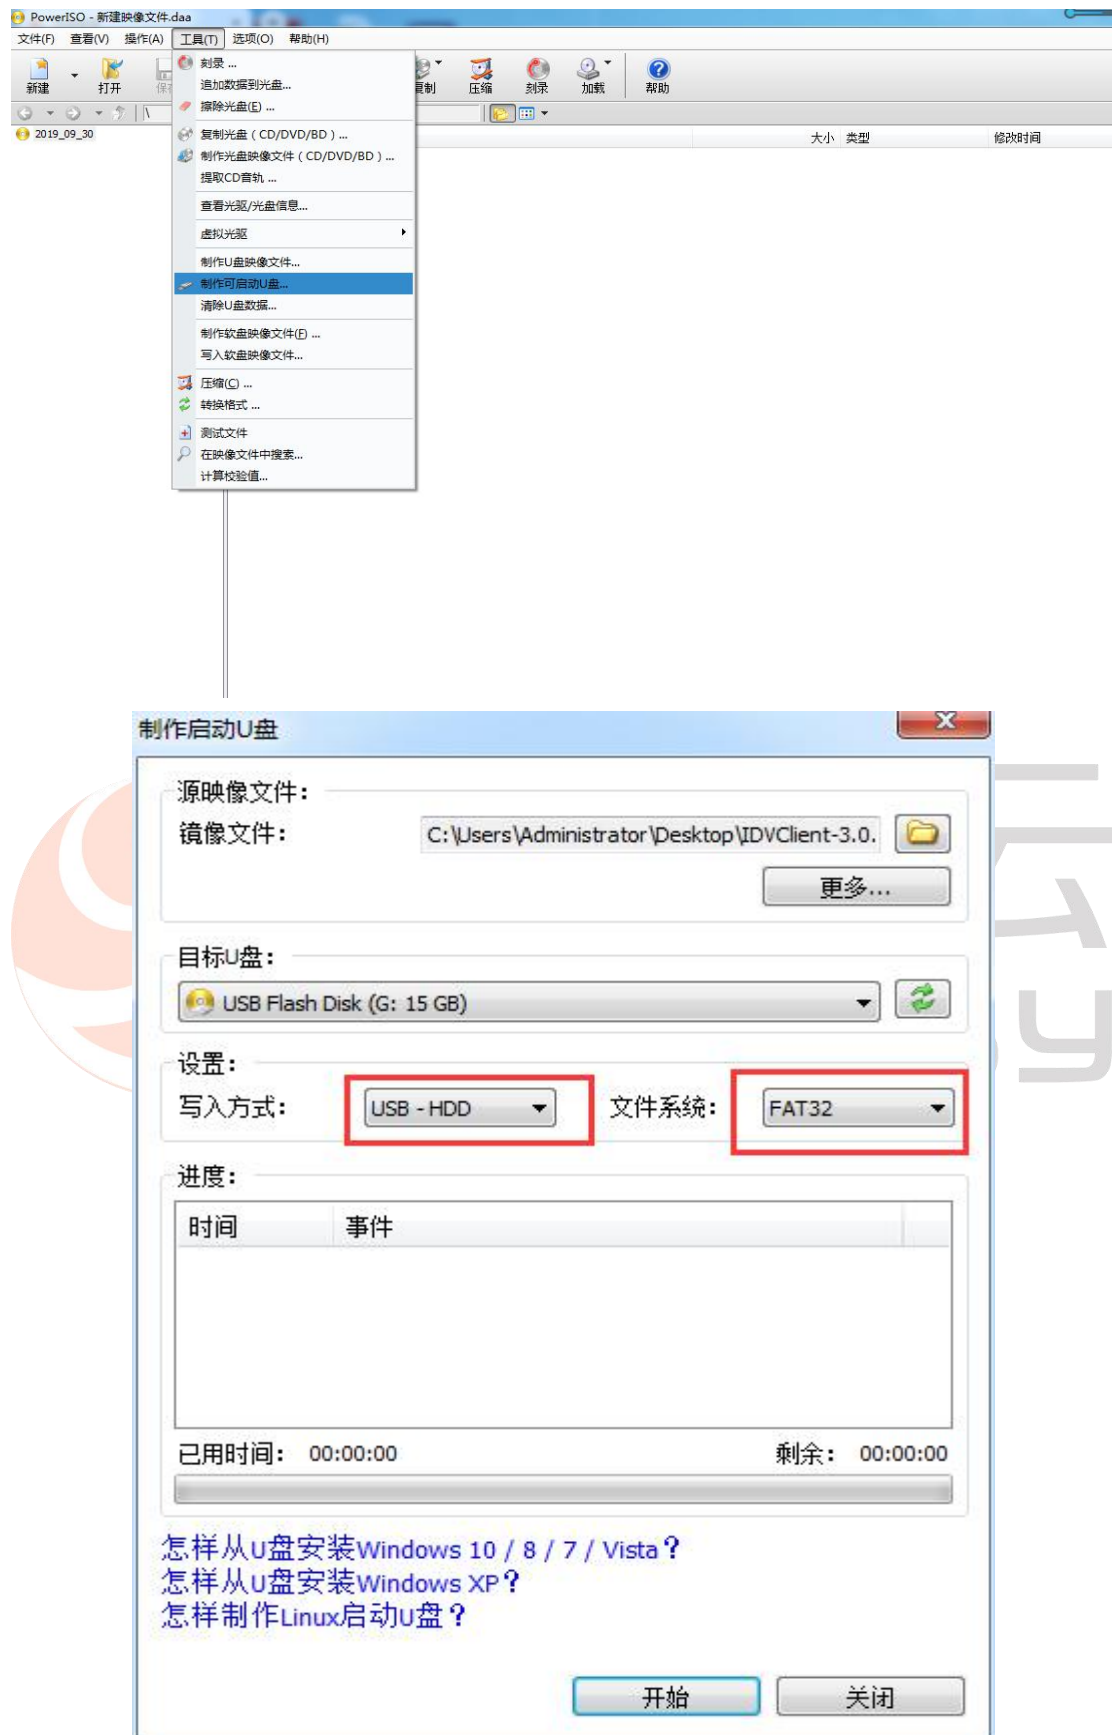 PowerISO - 新建映像文件.daa
文件(F) 查看(V) 操作(A) 工具(T) 选项(O) 帮助(H)
新建 打开 保 复制 压缩 刻录 加载 帮助
\
2019_09_30
大小 类型 修改时间
刻录 ...
追加数据到光盘...
擦除光盘(E) ...
复制光盘 ( CD/DVD/BD ) ...
制作光盘映像文件 ( CD/DVD/BD ) ...
提取CD音轨 ...
查看光驱/光盘信息...
虚拟光驱
制作U盘映像文件...
制作可启动U盘...
清除U盘数据...
制作软盘映像文件(F) ...
写入软盘映像文件...
压缩(C) ...
转换格式 ...
测试文件
在映像文件中搜索...
计算校验值...
制作启动U盘
源映像文件：
镜像文件： C:\Users\Administrator\Desktop\IDVClient-3.0.
更多...
目标U盘：
USB Flash Disk (G: 15 GB)
设置：
写入方式： USB - HDD 文件系统： FAT32
进度：
时间 事件
已用时间： 00:00:00 剩余： 00:00:00
怎样从U盘安装Windows 10 / 8 / 7 / Vista？
怎样从U盘安装Windows XP？
怎样制作Linux启动U盘？
开始 关闭